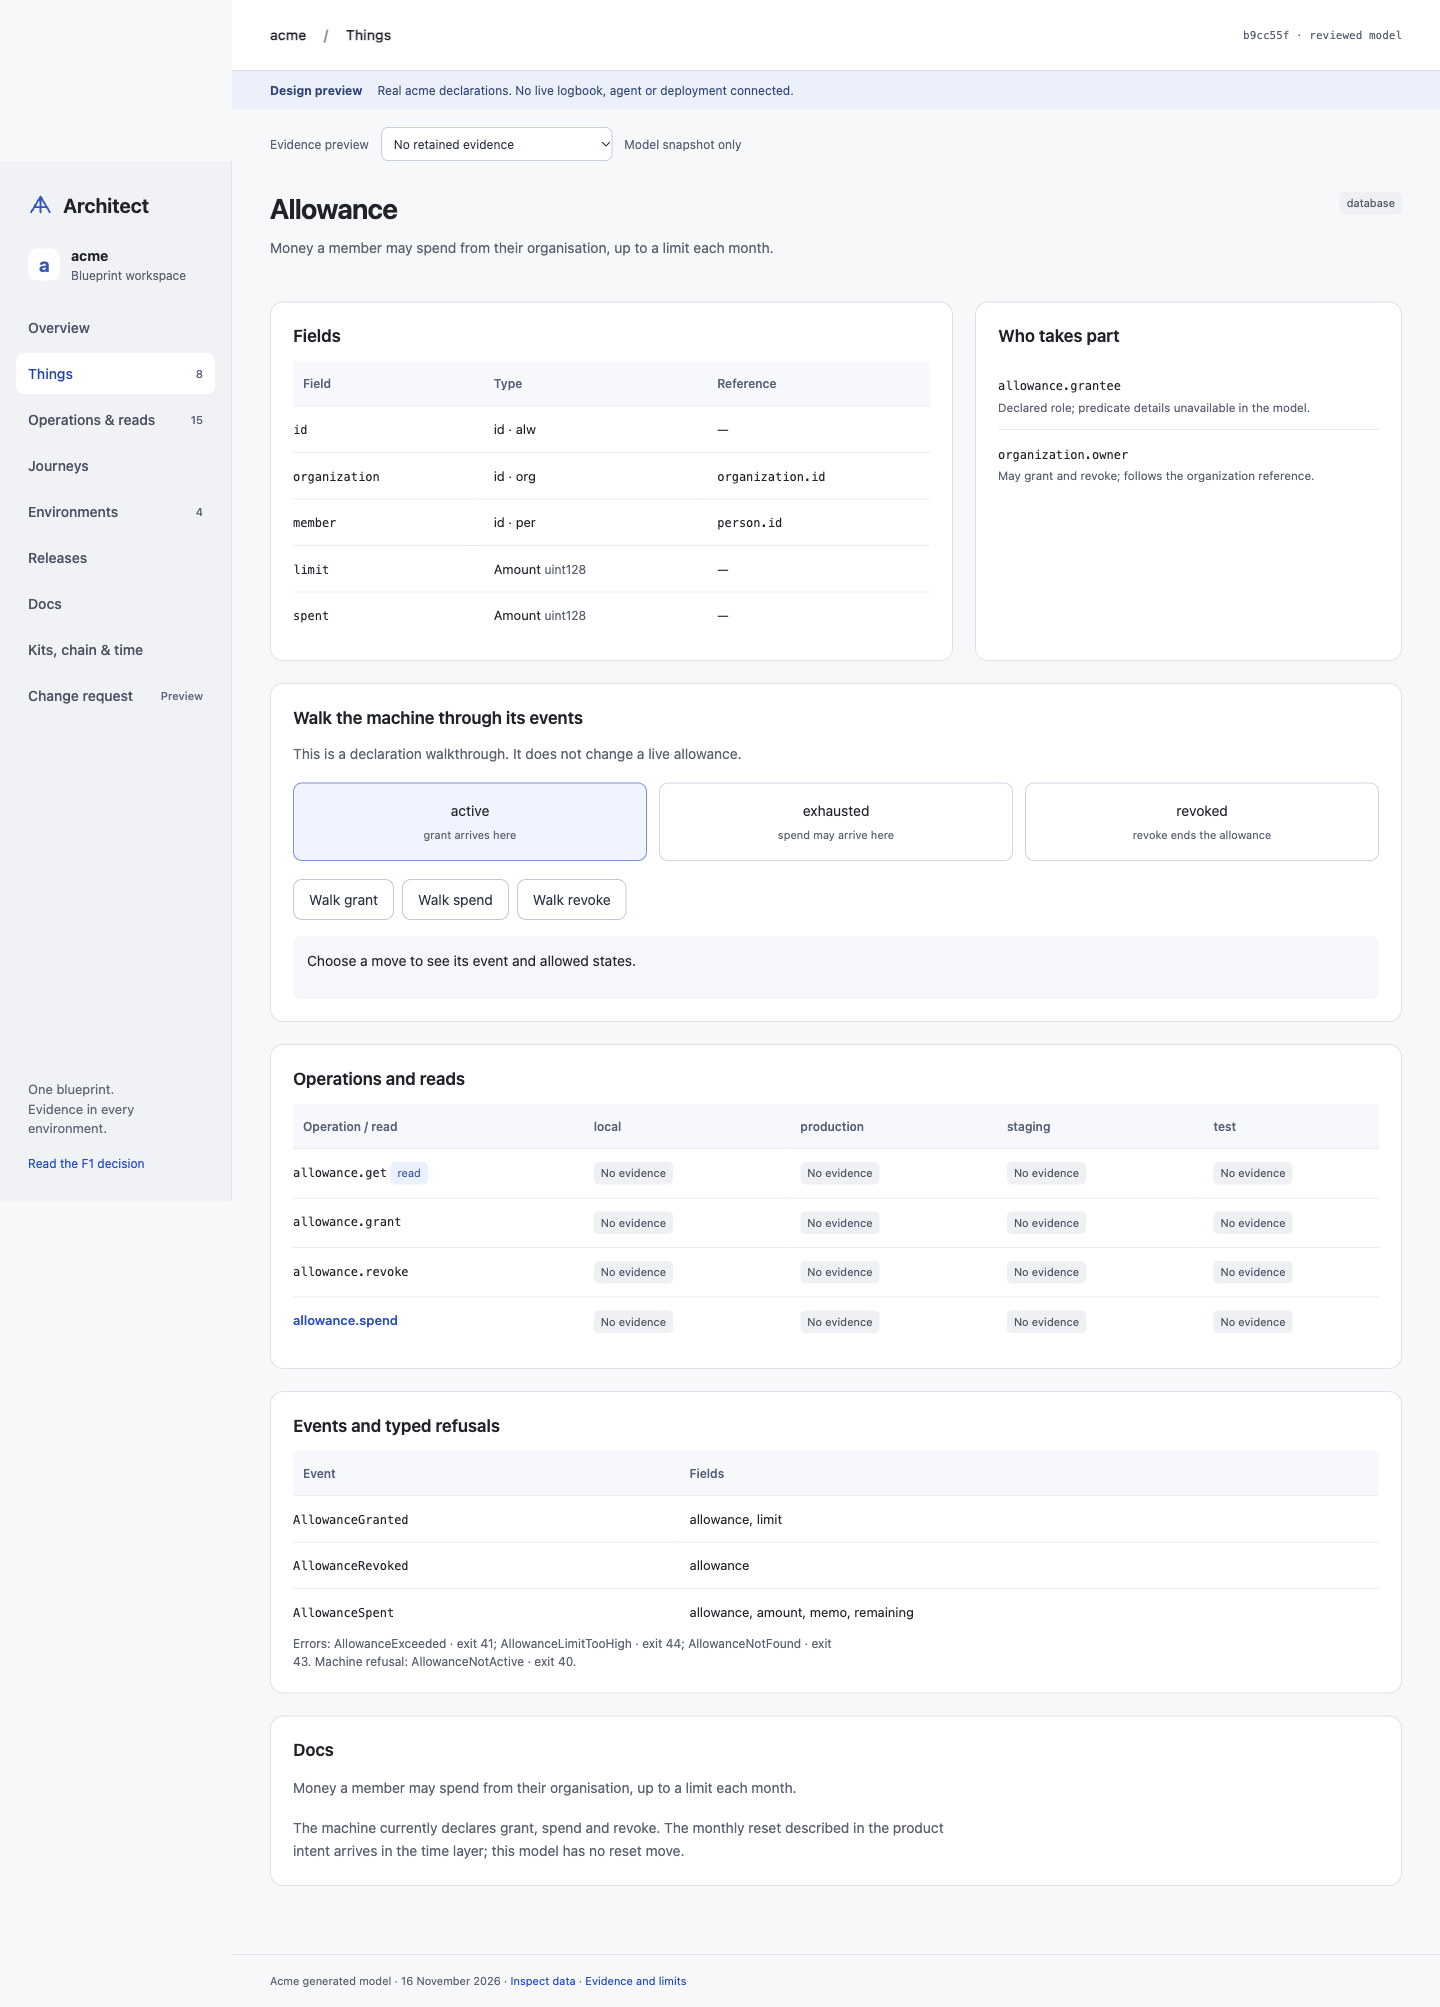 acme / Things
b9cc55f · reviewed model
Design preview Real acme declarations. No live logbook, agent or deployment connected.
Evidence preview No retained evidence Model snapshot only
Architect
a
acme
Blueprint workspace
Overview
Things 8
Operations & reads 15
Journeys
Environments 4
Releases
Docs
Kits, chain & time
Change request Preview
One blueprint.
Evidence in every
environment.
Read the F1 decision
Allowance
database
Money a member may spend from their organisation, up to a limit each month.
Fields
Field Type Reference
id id · alw —
organization id · org organization.id
member id · per person.id
limit Amount uint128 —
spent Amount uint128 —
Who takes part
allowance.grantee
Declared role; predicate details unavailable in the model.
organization.owner
May grant and revoke; follows the organization reference.
Walk the machine through its events
This is a declaration walkthrough. It does not change a live allowance.
active exhausted revoked
grant arrives here spend may arrive here revoke ends the allowance
Walk grant Walk spend Walk revoke
Choose a move to see its event and allowed states.
Operations and reads
Operation / read local production staging test
allowance.get read No evidence No evidence No evidence No evidence
allowance.grant No evidence No evidence No evidence No evidence
allowance.revoke No evidence No evidence No evidence No evidence
allowance.spend No evidence No evidence No evidence No evidence
Events and typed refusals
Event Fields
AllowanceGranted allowance, limit
AllowanceRevoked allowance
AllowanceSpent allowance, amount, memo, remaining
Errors: AllowanceExceeded · exit 41; AllowanceLimitTooHigh · exit 44; AllowanceNotFound · exit
43. Machine refusal: AllowanceNotActive · exit 40.
Docs
Money a member may spend from their organisation, up to a limit each month.
The machine currently declares grant, spend and revoke. The monthly reset described in the product
intent arrives in the time layer; this model has no reset move.
Acme generated model · 16 November 2026 · Inspect data · Evidence and limits